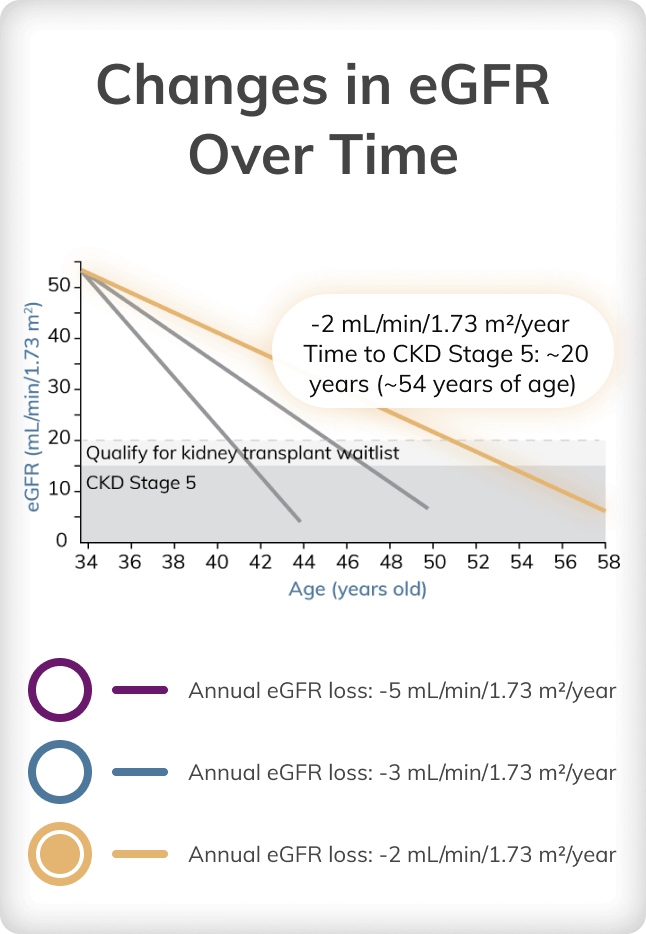 Changes in eGFR
Over Time
eGFR (mL/min/1.73 m²)
50
40
30
20
10
0
-2 mL/min/1.73 m²/year
Time to CKD Stage 5: ~20
years (~54 years of age)
Qualify for kidney transplant waitlist
CKD Stage 5
34 36 38 40 42 44 46 48 50 52 54 56 58
Age (years old)
Annual eGFR loss: -5 mL/min/1.73 m²/year
Annual eGFR loss: -3 mL/min/1.73 m²/year
Annual eGFR loss: -2 mL/min/1.73 m²/year